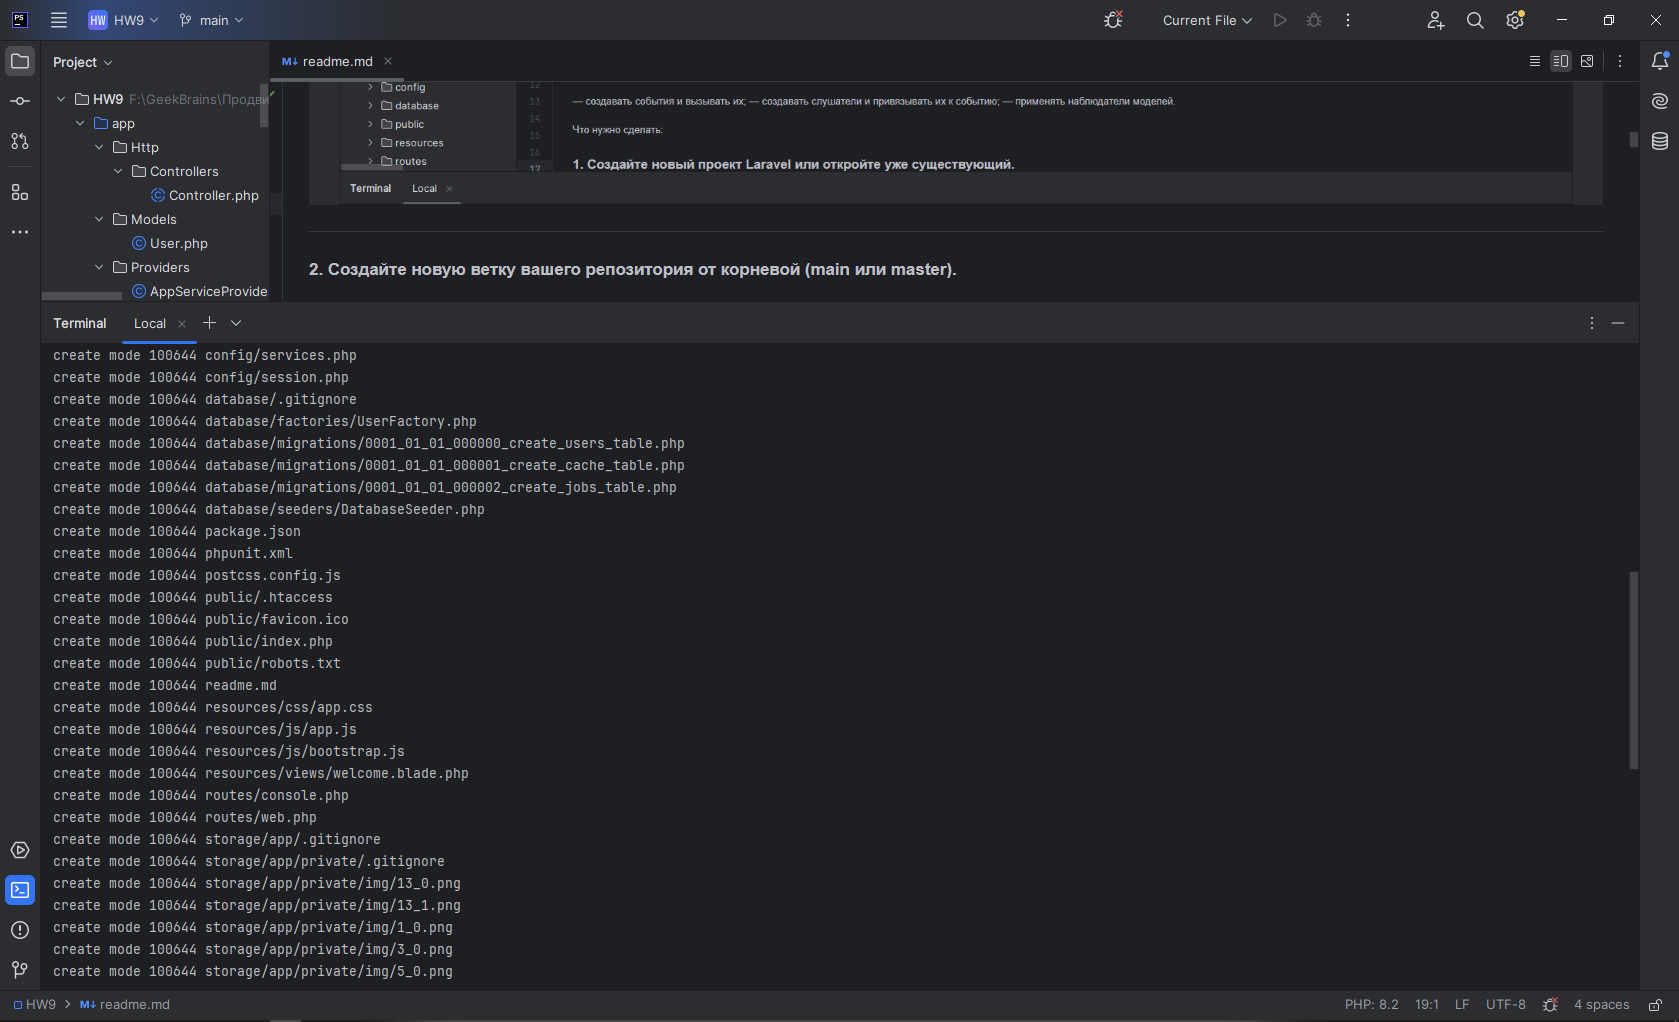 PS
HW HW9 main Current File
Project
M↓ readme.md
HW9 F:\GeekBrains\Продви
app
Http
Controllers
Controller.php
Models
User.php
Providers
AppServiceProvide
config
database
public
resources
routes
12
13
14
15
16
17
— создавать события и вызывать их; — создавать слушатели и привязывать их к событию; — применять наблюдатели моделей.
Что нужно сделать:
1. Создайте новый проект Laravel или откройте уже существующий.
Terminal Local
2. Создайте новую ветку вашего репозитория от корневой (main или master).
Terminal Local
create mode 100644 config/services.php
create mode 100644 config/session.php
create mode 100644 database/.gitignore
create mode 100644 database/factories/UserFactory.php
create mode 100644 database/migrations/0001_01_01_000000_create_users_table.php
create mode 100644 database/migrations/0001_01_01_000001_create_cache_table.php
create mode 100644 database/migrations/0001_01_01_000002_create_jobs_table.php
create mode 100644 database/seeders/DatabaseSeeder.php
create mode 100644 package.json
create mode 100644 phpunit.xml
create mode 100644 postcss.config.js
create mode 100644 public/.htaccess
create mode 100644 public/favicon.ico
create mode 100644 public/index.php
create mode 100644 public/robots.txt
create mode 100644 readme.md
create mode 100644 resources/css/app.css
create mode 100644 resources/js/app.js
create mode 100644 resources/js/bootstrap.js
create mode 100644 resources/views/welcome.blade.php
create mode 100644 routes/console.php
create mode 100644 routes/web.php
create mode 100644 storage/app/.gitignore
create mode 100644 storage/app/private/.gitignore
create mode 100644 storage/app/private/img/13_0.png
create mode 100644 storage/app/private/img/13_1.png
create mode 100644 storage/app/private/img/1_0.png
create mode 100644 storage/app/private/img/3_0.png
create mode 100644 storage/app/private/img/5_0.png
HW9 > M↓ readme.md PHP: 8.2 19:1 LF UTF-8 4 spaces